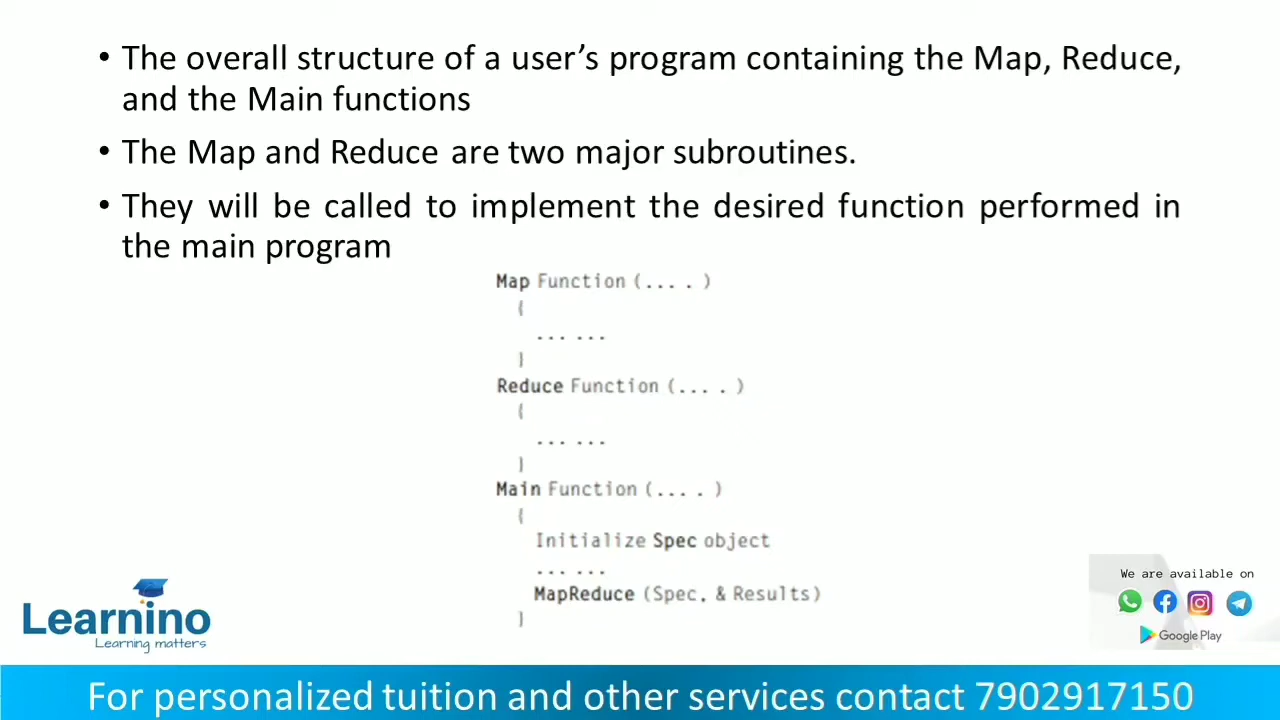 • The overall structure of a user's program containing the Map, Reduce,
and the Main functions
• The Map and Reduce are two major subroutines.
• They will be called to implement the desired function performed in
the main program
Map Function (... . )
{
... ...
}
Reduce Function (... . )
{
... ...
}
Main Function (... . )
{
Initialize Spec object
... ...
MapReduce (Spec, & Results)
}
Learnino
Learning matters
We are available on
Google Play
For personalized tuition and other services contact 7902917150